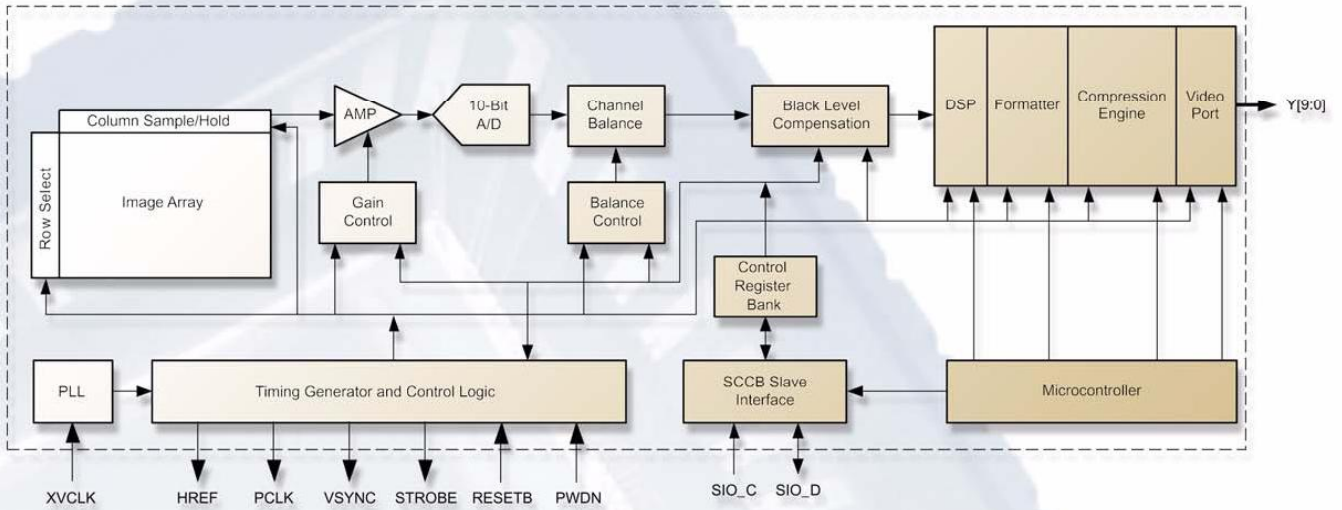 Column Sample/Hold
Row Select
Image Array
AMP
10-Bit
A/D
Channel
Balance
Black Level
Compensation
DSP
Formatter
Compression
Engine
Video
Port
Y[9:0]
Gain
Control
Balance
Control
Control
Register
Bank
PLL
Timing Generator and Control Logic
SCCB Slave
Interface
Microcontroller
XVCLK
HREF
PCLK
VSYNC
STROBE
RESETB
PWDN
SIO_C
SIO_D